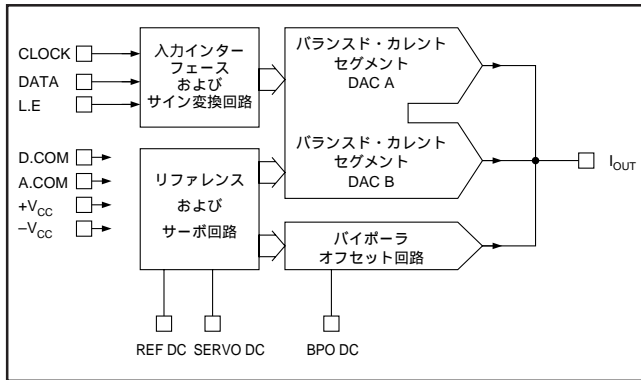 CLOCK
DATA
L.E
入力インター
フェース
および
サイン変換回路
バランスド・カレント
セグメント
DAC A
D.COM
A.COM
+VCC
–VCC
リファレンス
および
サーボ回路
バランスド・カレント
セグメント
DAC B
バイポーラ
オフセット回路
IOUT
REF DC
SERVO DC
BPO DC